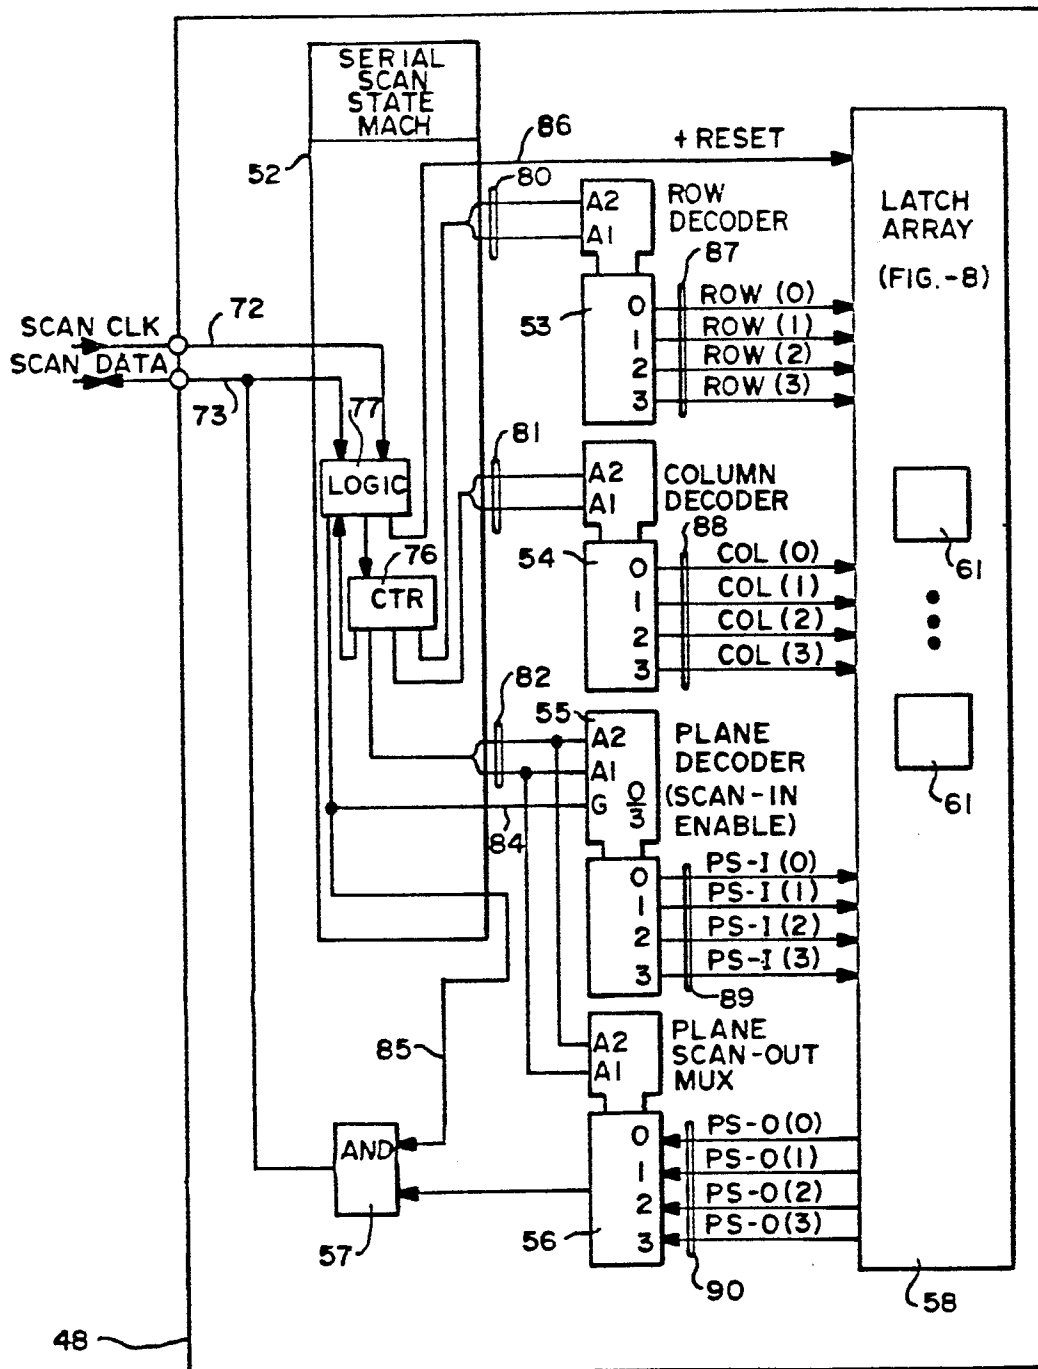 SERIAL
SCAN
STATE
MACH
52
86
+ RESET
80
A2
A1
ROW
DECODER
LATCH
ARRAY
(FIG.-8)
87
53
0
1
2
3
ROW (0)
ROW (1)
ROW (2)
ROW (3)
SCAN CLK
72
SCAN DATA
73
77
LOGIC
76
CTR
81
A2
A1
COLUMN
DECODER
88
54
0
1
2
3
COL (0)
COL (1)
COL (2)
COL (3)
61
61
82
55
A2
A1
G
0/3
84
PLANE
DECODER
(SCAN-IN
ENABLE)
0
1
2
3
PS-I (0)
PS-I (1)
PS-I (2)
PS-I (3)
89
85
A2
A1
PLANE
SCAN-OUT
MUX
AND
57
0
1
2
3
56
PS-O (0)
PS-O (1)
PS-O (2)
PS-O (3)
90
58
48